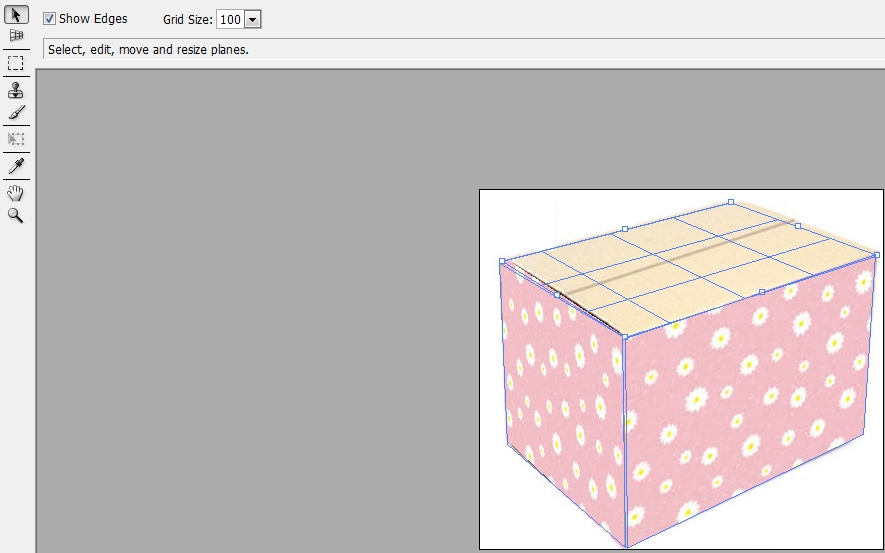 Show Edges Grid Size: 100
Select, edit, move and resize planes.